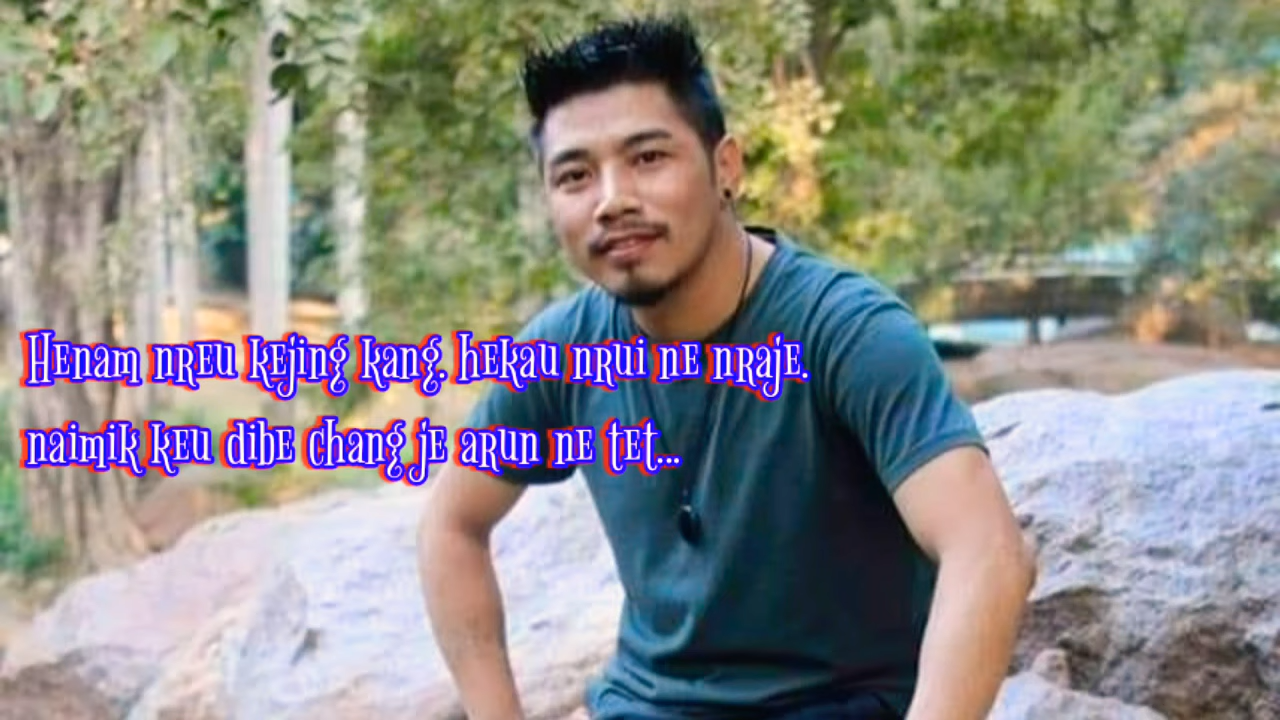 Henam nreu kejing kang. hekau nrui ne nraje.
naimik keu dibe chang je arun ne tet...